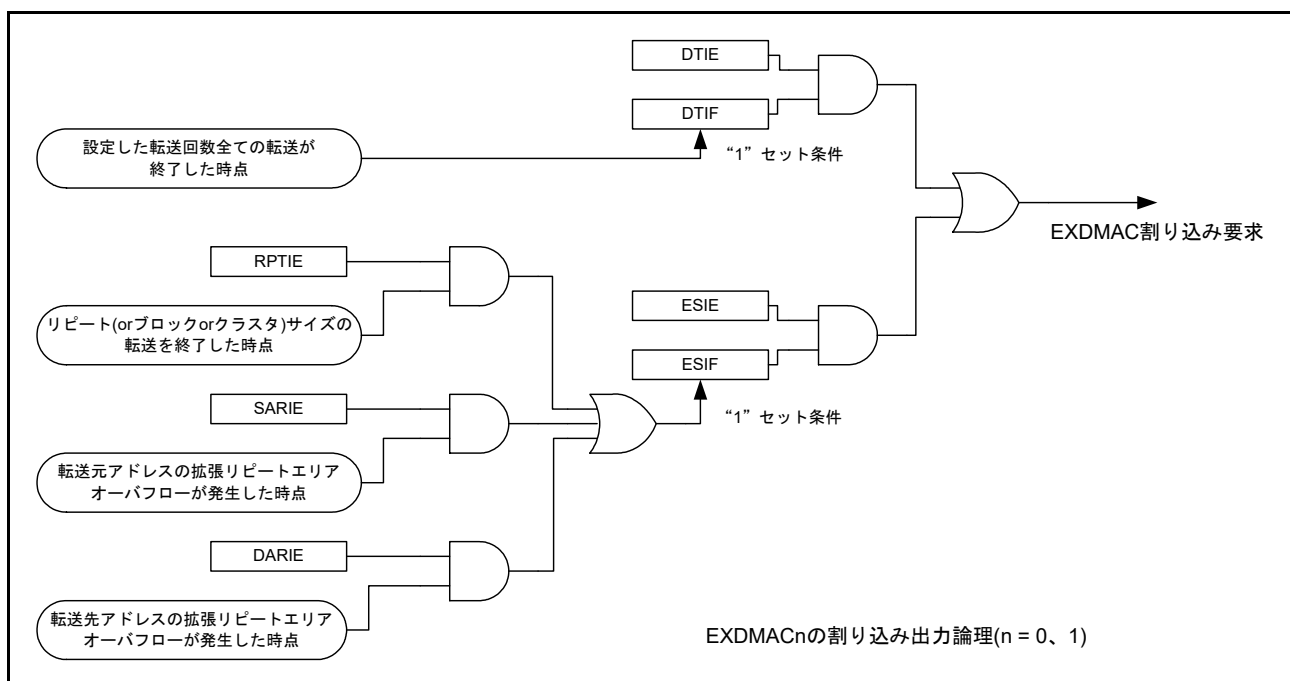 DTIE
DTIF
設定した転送回数全ての転送が
終了した時点
“1”セット条件
EXDMAC割り込み要求
RPTIE
リピート(orブロックorクラスタ)サイズの
転送を終了した時点
ESIE
ESIF
“1”セット条件
SARIE
転送元アドレスの拡張リピートエリア
オーバフローが発生した時点
DARIE
転送先アドレスの拡張リピートエリア
オーバフローが発生した時点
EXDMACnの割り込み出力論理(n = 0、1)